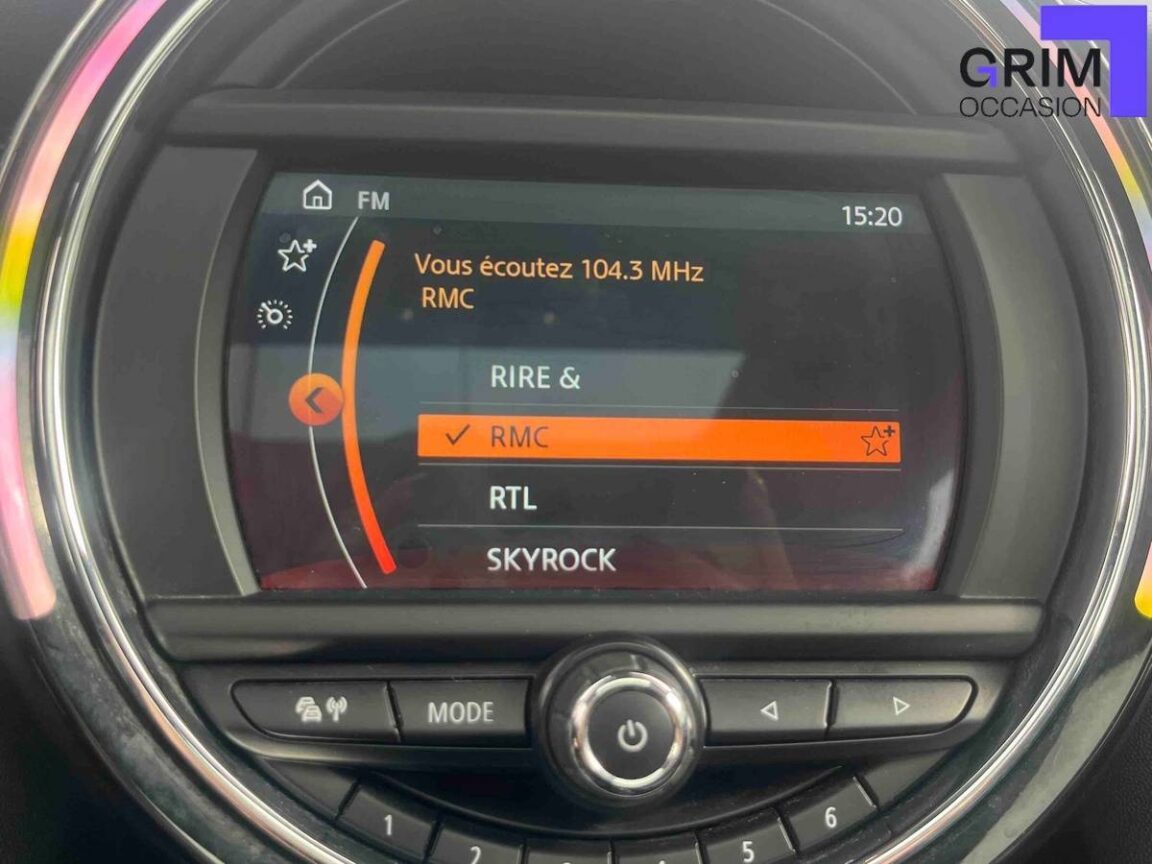 GRIM
OCCASION
FM
15:20
Vous écoutez 104.3 MHz
RMC
RIRE &
RMC
RTL
SKYROCK
MODE
1
2
5
6